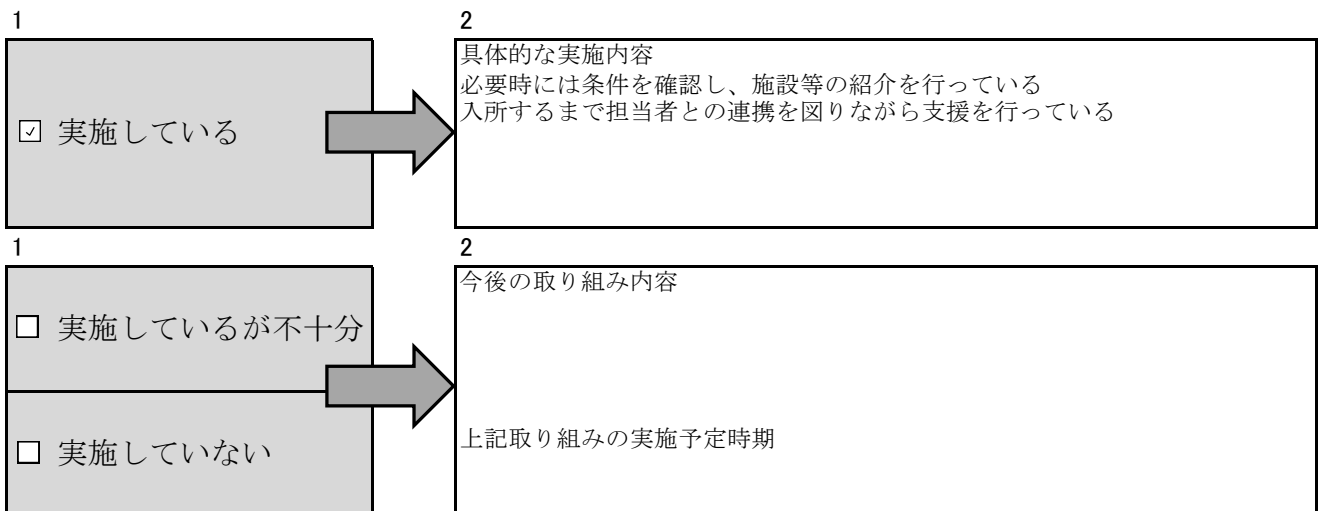 1
2
☑ 実施している
具体的な実施内容
必要時には条件を確認し、施設等の紹介を行っている
入所するまで担当者との連携を図りながら支援を行っている
1
2
☐ 実施しているが不十分
☐ 実施していない
今後の取り組み内容
上記取り組みの実施予定時期